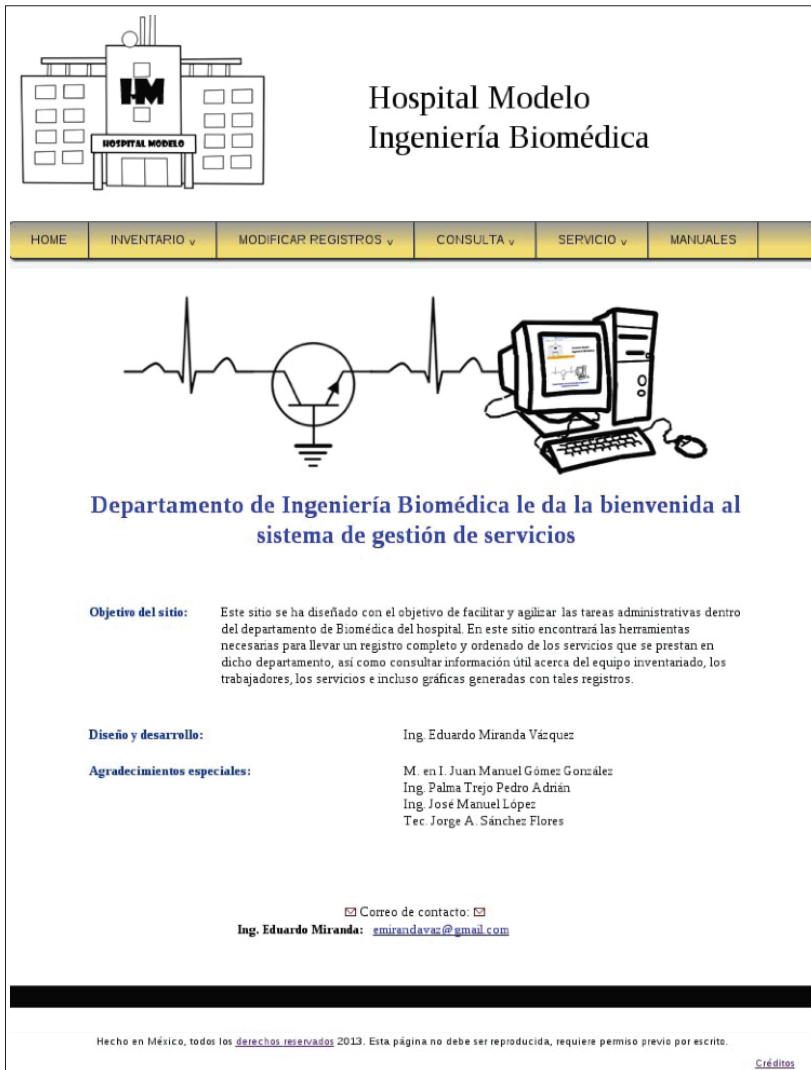 HM
HOSPITAL MODELO
Hospital Modelo
Ingeniería Biomédica
HOME INVENTARIO v MODIFICAR REGISTROS v CONSULTA v SERVICIO v MANUALES
Departamento de Ingeniería Biomédica le da la bienvenida al
sistema de gestión de servicios
Objetivo del sitio: Este sitio se ha diseñado con el objetivo de facilitar y agilizar las tareas administrativas dentro
del departamento de Biomédica del hospital. En este sitio encontrará las herramientas
necesarias para llevar un registro completo y ordenado de los servicios que se prestan en
dicho departamento, así como consultar información útil acerca del equipo inventariado, los
trabajadores, los servicios e incluso gráficas generadas con tales registros.
Diseño y desarrollo: Ing. Eduardo Miranda Vázquez
Agradecimientos especiales: M. en I. Juan Manuel Gómez González
Ing. Palma Trejo Pedro Adrián
Ing. José Manuel López
Tec. Jorge A. Sánchez Flores
Correo de contacto:
Ing. Eduardo Miranda: emirandavaz@gmail.com
Hecho en México, todos los derechos reservados 2013. Esta página no debe ser reproducida, requiere permiso previo por escrito.
Créditos